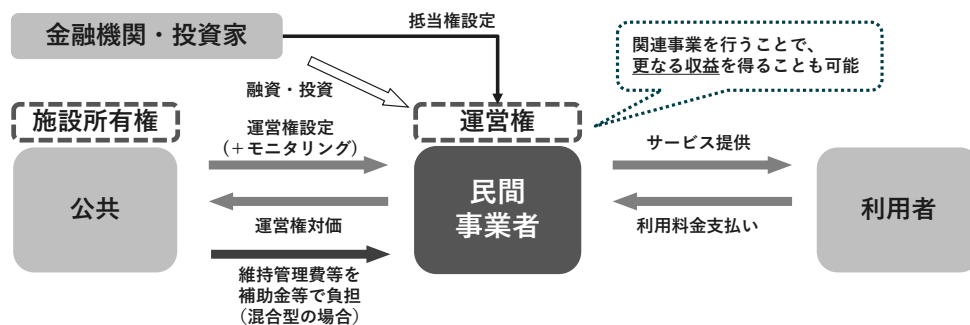 抵当権設定
金融機関・投資家
関連事業を行うことで、
更なる収益を得ることも可能
融資・投資
施設所有権
運営権設定
(＋モニタリング)
運営権
サービス提供
公共
民間
事業者
利用者
運営権対価
利用料金支払い
維持管理費等を
補助金等で負担
(混合型の場合)